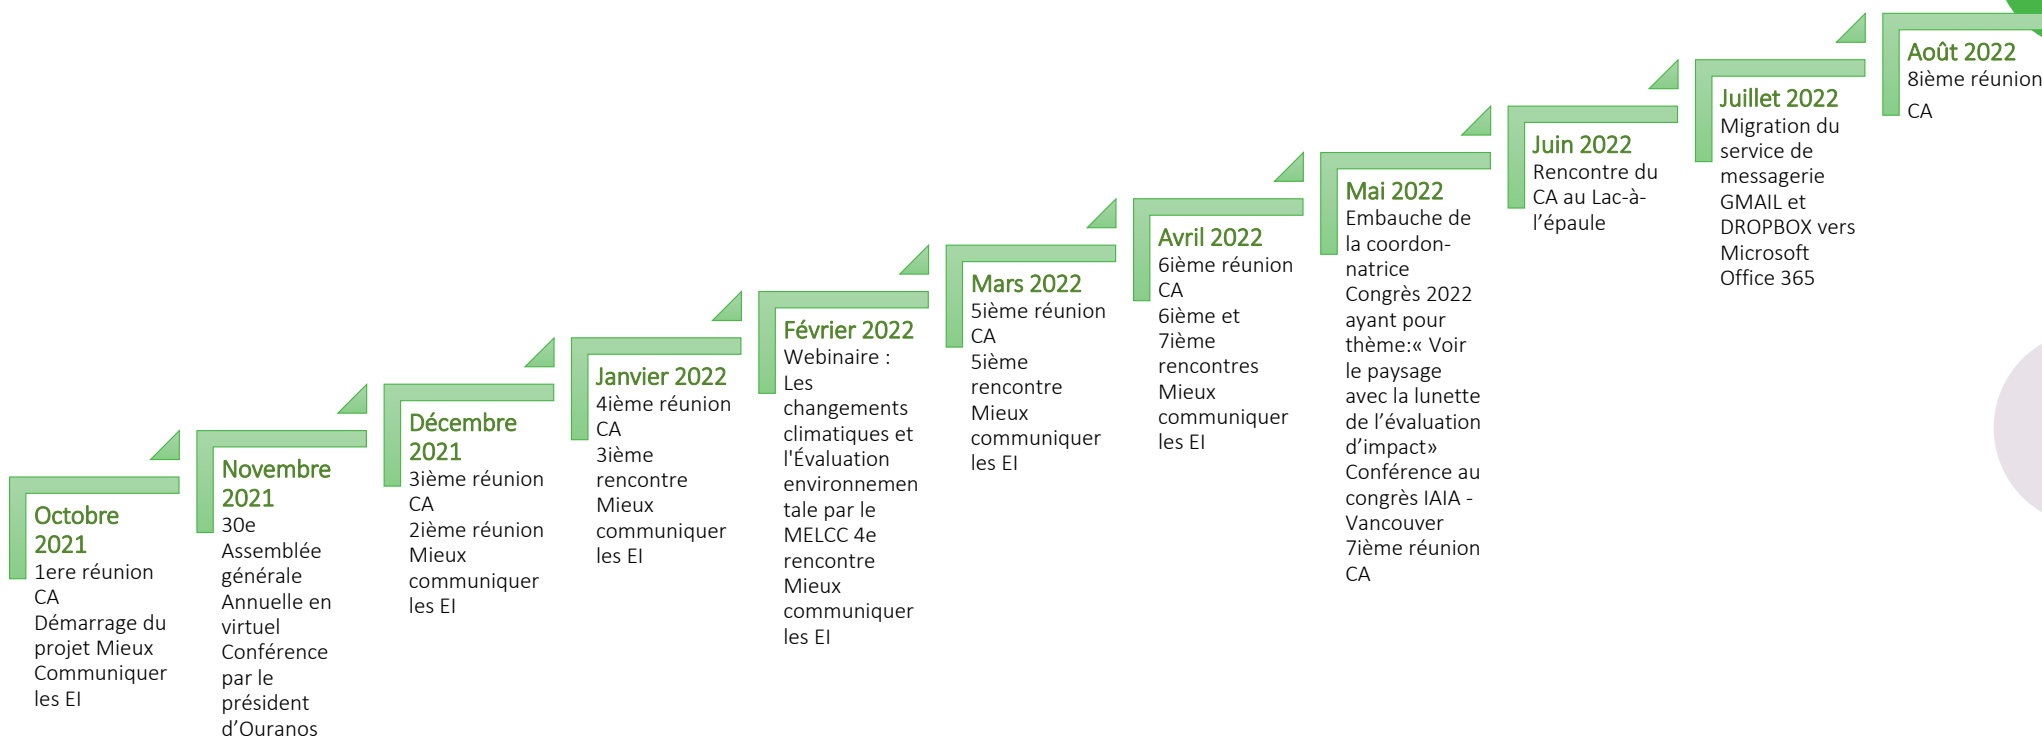 Octobre
2021
1ere réunion
CA
Démarrage du
projet Mieux
Communiquer
les EI
Novembre
2021
30e
Assemblée
générale
Annuelle en
virtuel
Conférence
par le
président
d’Ouranos
Décembre
2021
3ième réunion
CA
2ième réunion
Mieux
communiquer
les EI
Janvier 2022
4ième réunion
CA
3ième
rencontre
Mieux
communiquer
les EI
Février 2022
Webinaire :
Les
changements
climatiques et
l'Évaluation
environnemen
tale par le
MELCC 4e
rencontre
Mieux
communiquer
les EI
Mars 2022
5ième réunion
CA
5ième
rencontre
Mieux
communiquer
les EI
Avril 2022
6ième réunion
CA
6ième et
7ième
rencontres
Mieux
communiquer
les EI
Mai 2022
Embauche de
la coordon-
natrice
Congrès 2022
ayant pour
thème:« Voir
le paysage
avec la lunette
de l’évaluation
d’impact»
Conférence au
congrès IAIA -
Vancouver
7ième réunion
CA
Juin 2022
Rencontre du
CA au Lac-à-
l’épaule
Juillet 2022
Migration du
service de
messagerie
GMAIL et
DROPBOX vers
Microsoft
Office 365
Août 2022
8ième réunion
CA